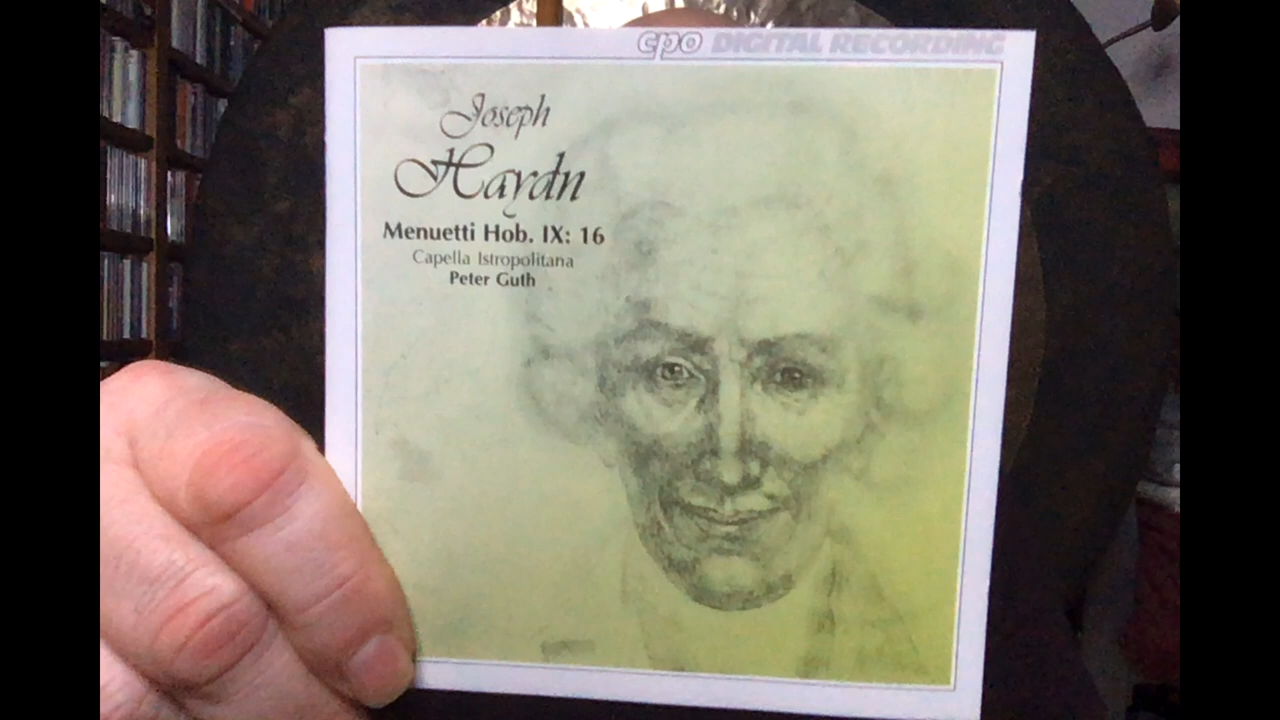 cpo DIGITAL RECORDING
Joseph
Haydn
Menuetti Hob. IX: 16
Capella Istropolitana
Peter Guth